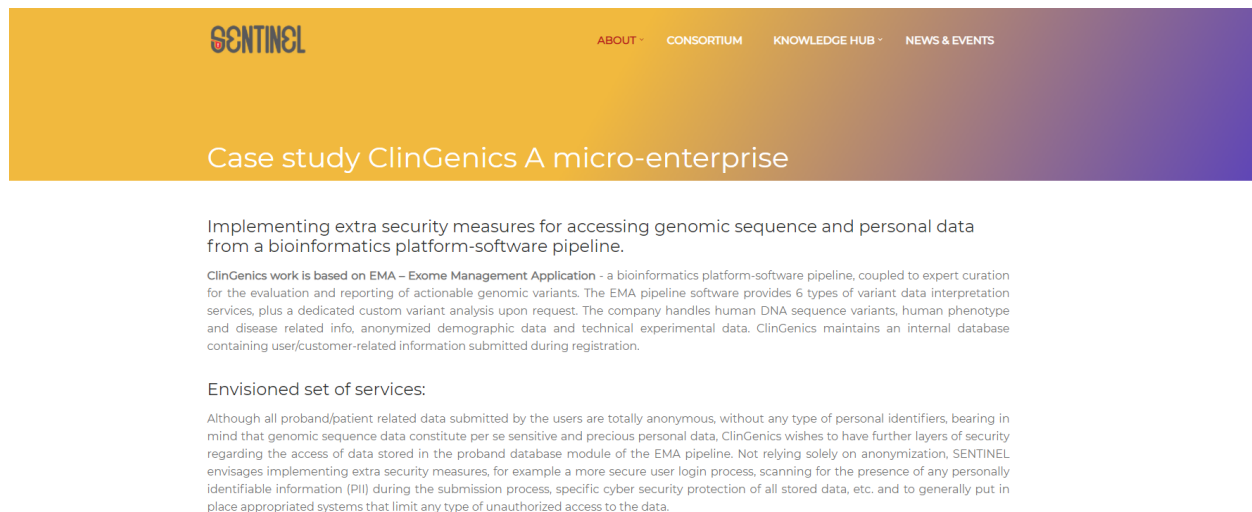 SENTINEL
ABOUT CONSORTIUM KNOWLEDGE HUB NEWS & EVENTS
Case study ClinGenics A micro-enterprise
Implementing extra security measures for accessing genomic sequence and personal data
from a bioinformatics platform-software pipeline.
ClinGenics work is based on EMA – Exome Management Application - a bioinformatics platform-software pipeline, coupled to expert curation
for the evaluation and reporting of actionable genomic variants. The EMA pipeline software provides 6 types of variant data interpretation
services, plus a dedicated custom variant analysis upon request. The company handles human DNA sequence variants, human phenotype
and disease related info, anonymized demographic data and technical experimental data. ClinGenics maintains an internal database
containing user/customer-related information submitted during registration.
Envisioned set of services:
Although all proband/patient related data submitted by the users are totally anonymous, without any type of personal identifiers, bearing in
mind that genomic sequence data constitute per se sensitive and precious personal data, ClinGenics wishes to have further layers of security
regarding the access of data stored in the proband database module of the EMA pipeline. Not relying solely on anonymization, SENTINEL
envisages implementing extra security measures, for example a more secure user login process, scanning for the presence of any personally
identifiable information (PII) during the submission process, specific cyber security protection of all stored data, etc. and to generally put in
place appropriated systems that limit any type of unauthorized access to the data.